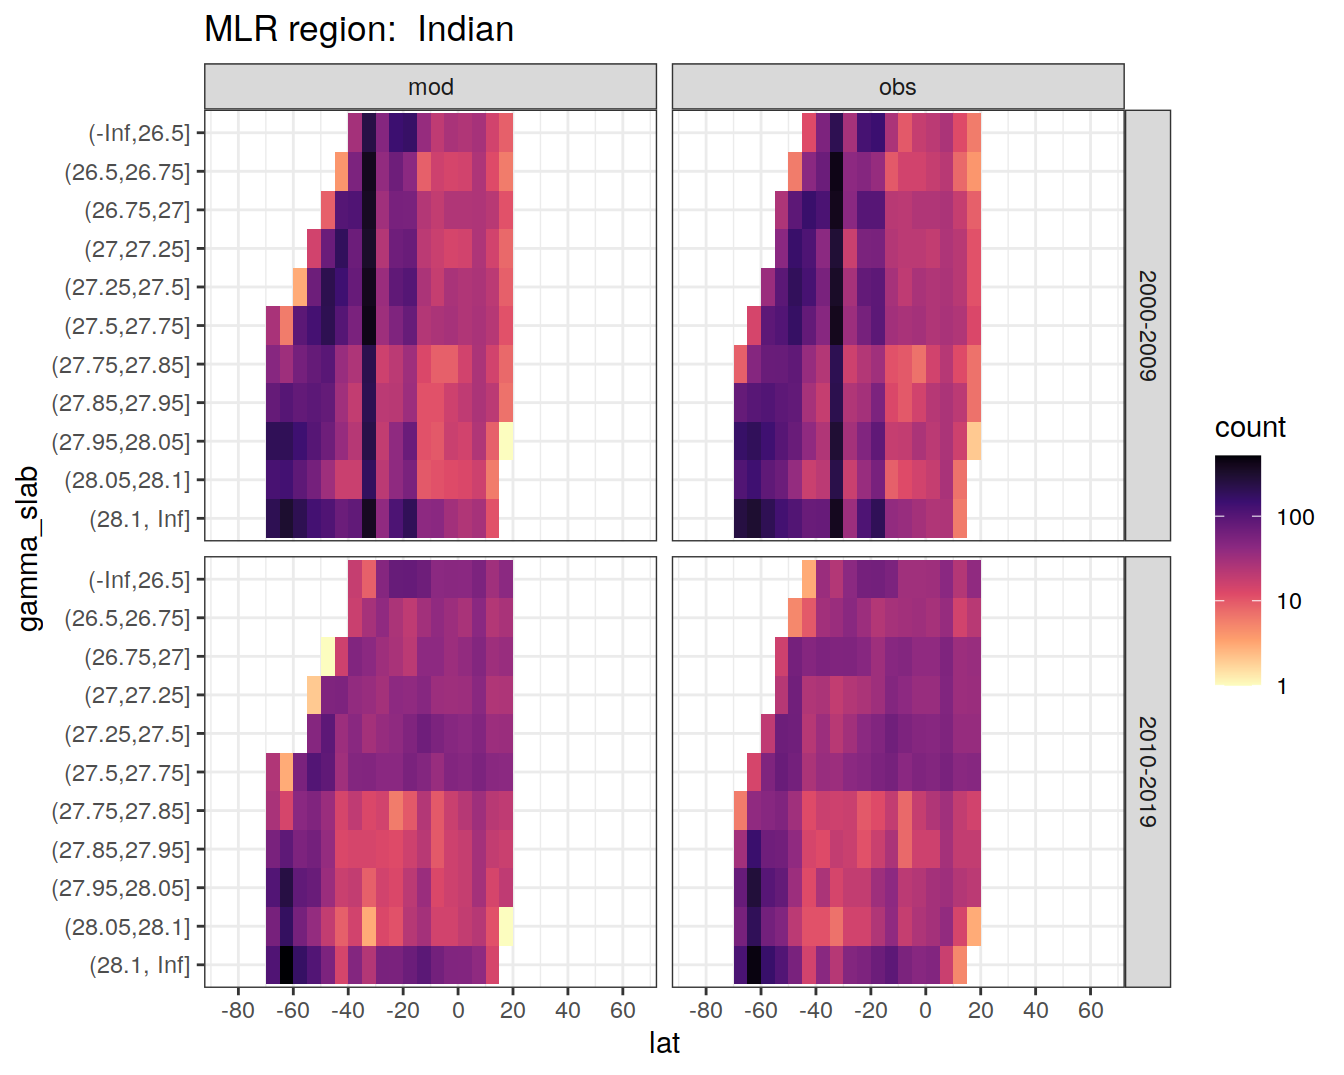 MLR region:  Indian
mod
obs
(-Inf,26.5]
(26.5,26.75]
(26.75,27]
(27,27.25]
(27.25,27.5]
(27.5,27.75]
(27.75,27.85]
(27.85,27.95]
(27.95,28.05]
(28.05,28.1]
(28.1, Inf]
2000-2009
(-Inf,26.5]
(26.5,26.75]
(26.75,27]
(27,27.25]
(27.25,27.5]
(27.5,27.75]
(27.75,27.85]
(27.85,27.95]
(27.95,28.05]
(28.05,28.1]
(28.1, Inf]
2010-2019
gamma_slab
-80 -60 -40 -20 0 20 40 60
-80 -60 -40 -20 0 20 40 60
lat
count
100
10
1